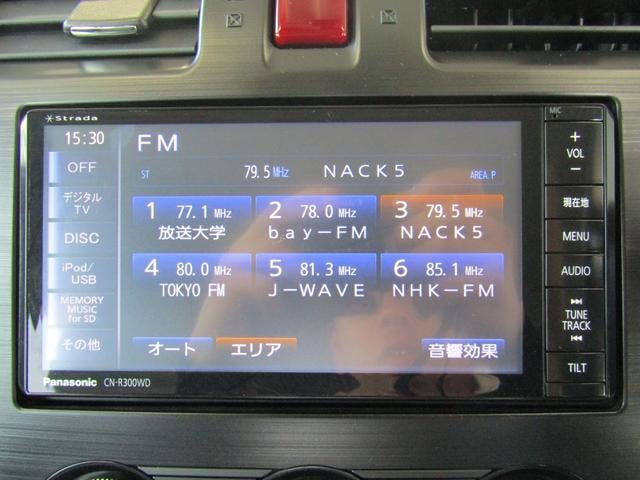 Strada
MIC
15:30
OFF
デジタル
TV
DISC
iPod/
USB
MEMORY
MUSIC
for SD
その他
FM
ST 79.5MHz NACK5 AREA.P
1 77.1 MHz
放送大学
2 78.0 MHz
bay-FM
3 79.5 MHz
NACK5
4 80.0 MHz
TOKYO FM
5 81.3 MHz
J-WAVE
6 85.1 MHz
NHK-FM
オート
エリア
音響効果
+
VOL
-
現在地
MENU
AUDIO
TUNE
TRACK
TILT
Panasonic CN-R300WD